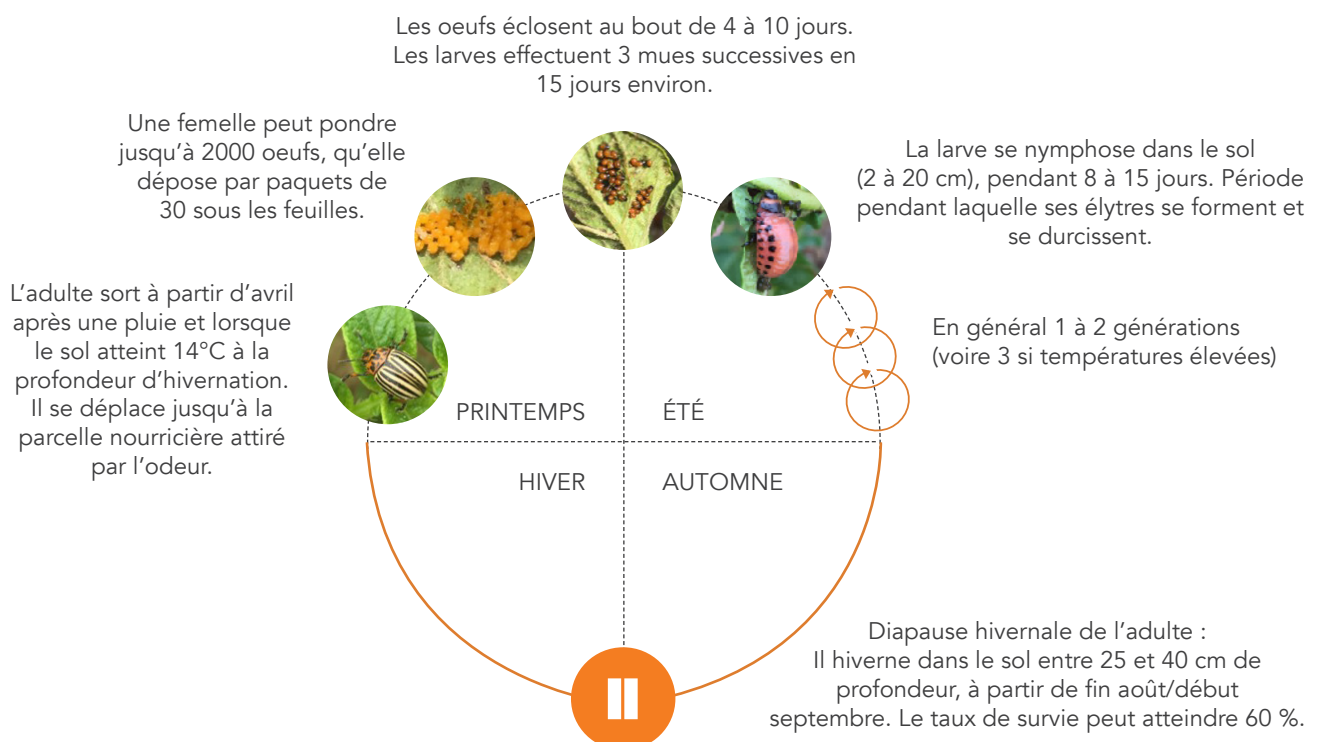 Les oeufs éclosent au bout de 4 à 10 jours.
Les larves effectuent 3 mues successives en
15 jours environ.
Une femelle peut pondre
jusqu'à 2000 oeufs, qu'elle
dépose par paquets de
30 sous les feuilles.
La larve se nymphose dans le sol
(2 à 20 cm), pendant 8 à 15 jours. Période
pendant laquelle ses élytres se forment et
se durcissent.
L'adulte sort à partir d'avril
après une pluie et lorsque
le sol atteint 14°C à la
profondeur d'hivernation.
Il se déplace jusqu'à la
parcelle nourricière attiré
par l'odeur.
En général 1 à 2 générations
(voire 3 si températures élevées)
PRINTEMPS
ÉTÉ
HIVER
AUTOMNE
Diapause hivernale de l'adulte :
Il hiverne dans le sol entre 25 et 40 cm de
profondeur, à partir de fin août/début
septembre. Le taux de survie peut atteindre 60 %.